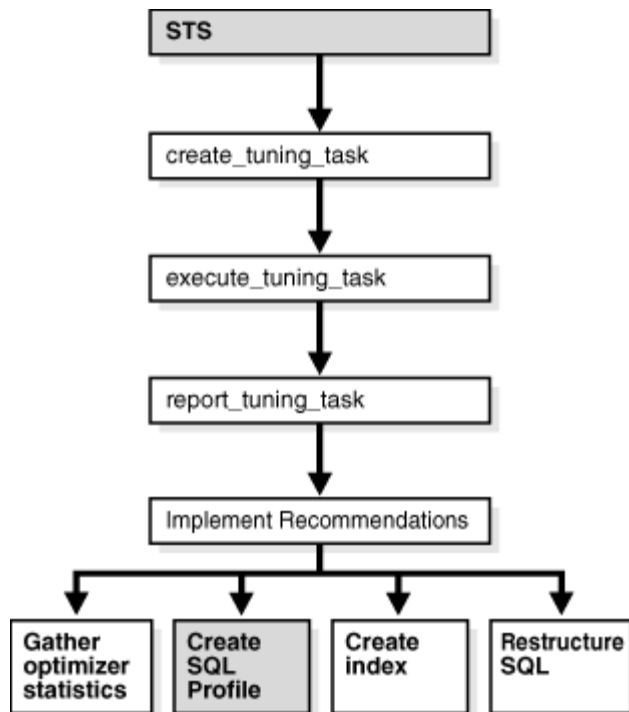 STS
create_tuning_task
execute_tuning_task
report_tuning_task
Implement Recommendations
Gather
optimizer
statistics
Create
SQL
Profile
Create
index
Restructure
SQL